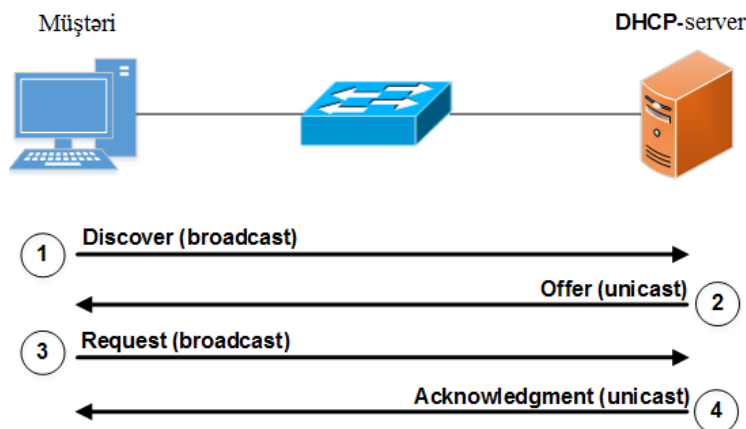 Müştəri
DHCP-server
1
Discover (broadcast)
Offer (unicast)
2
3
Request (broadcast)
Acknowledgment (unicast)
4